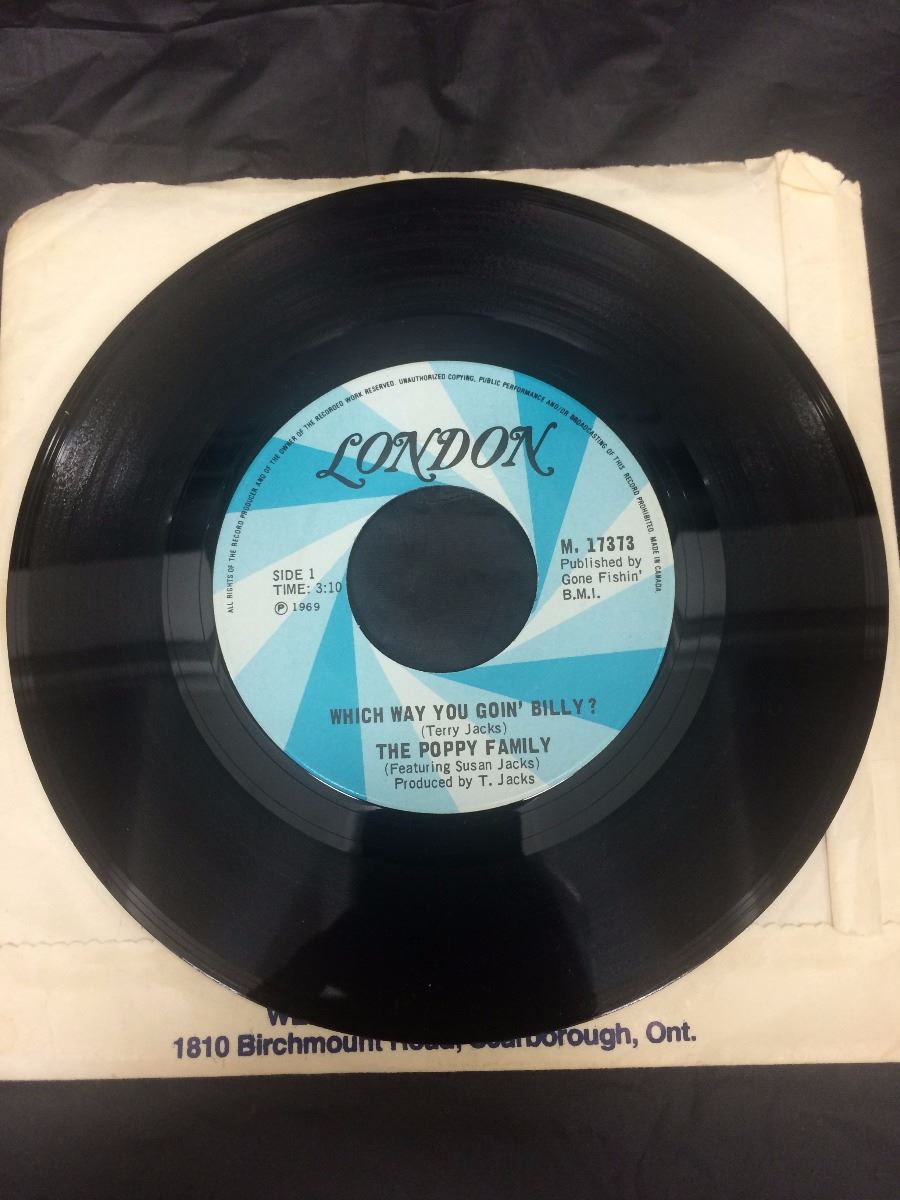 ALL RIGHTS OF THE RECORD PRODUCER AND OF THE OWNER OF THE RECORDED WORK RESERVED. UNAUTHORIZED COPYING, PUBLIC PERFORMANCE AND/OR BROADCASTING OF THIS RECORD PROHIBITED. MADE IN CANADA.
LONDON
SIDE 1
TIME: 3:10
℗ 1969
M. 17373
Published by
Gone Fishin'
B.M.I.
WHICH WAY YOU GOIN' BILLY?
(Terry Jacks)
THE POPPY FAMILY
(Featuring Susan Jacks)
Produced by T. Jacks
1810 Birchmount Road, Scarborough, Ont.